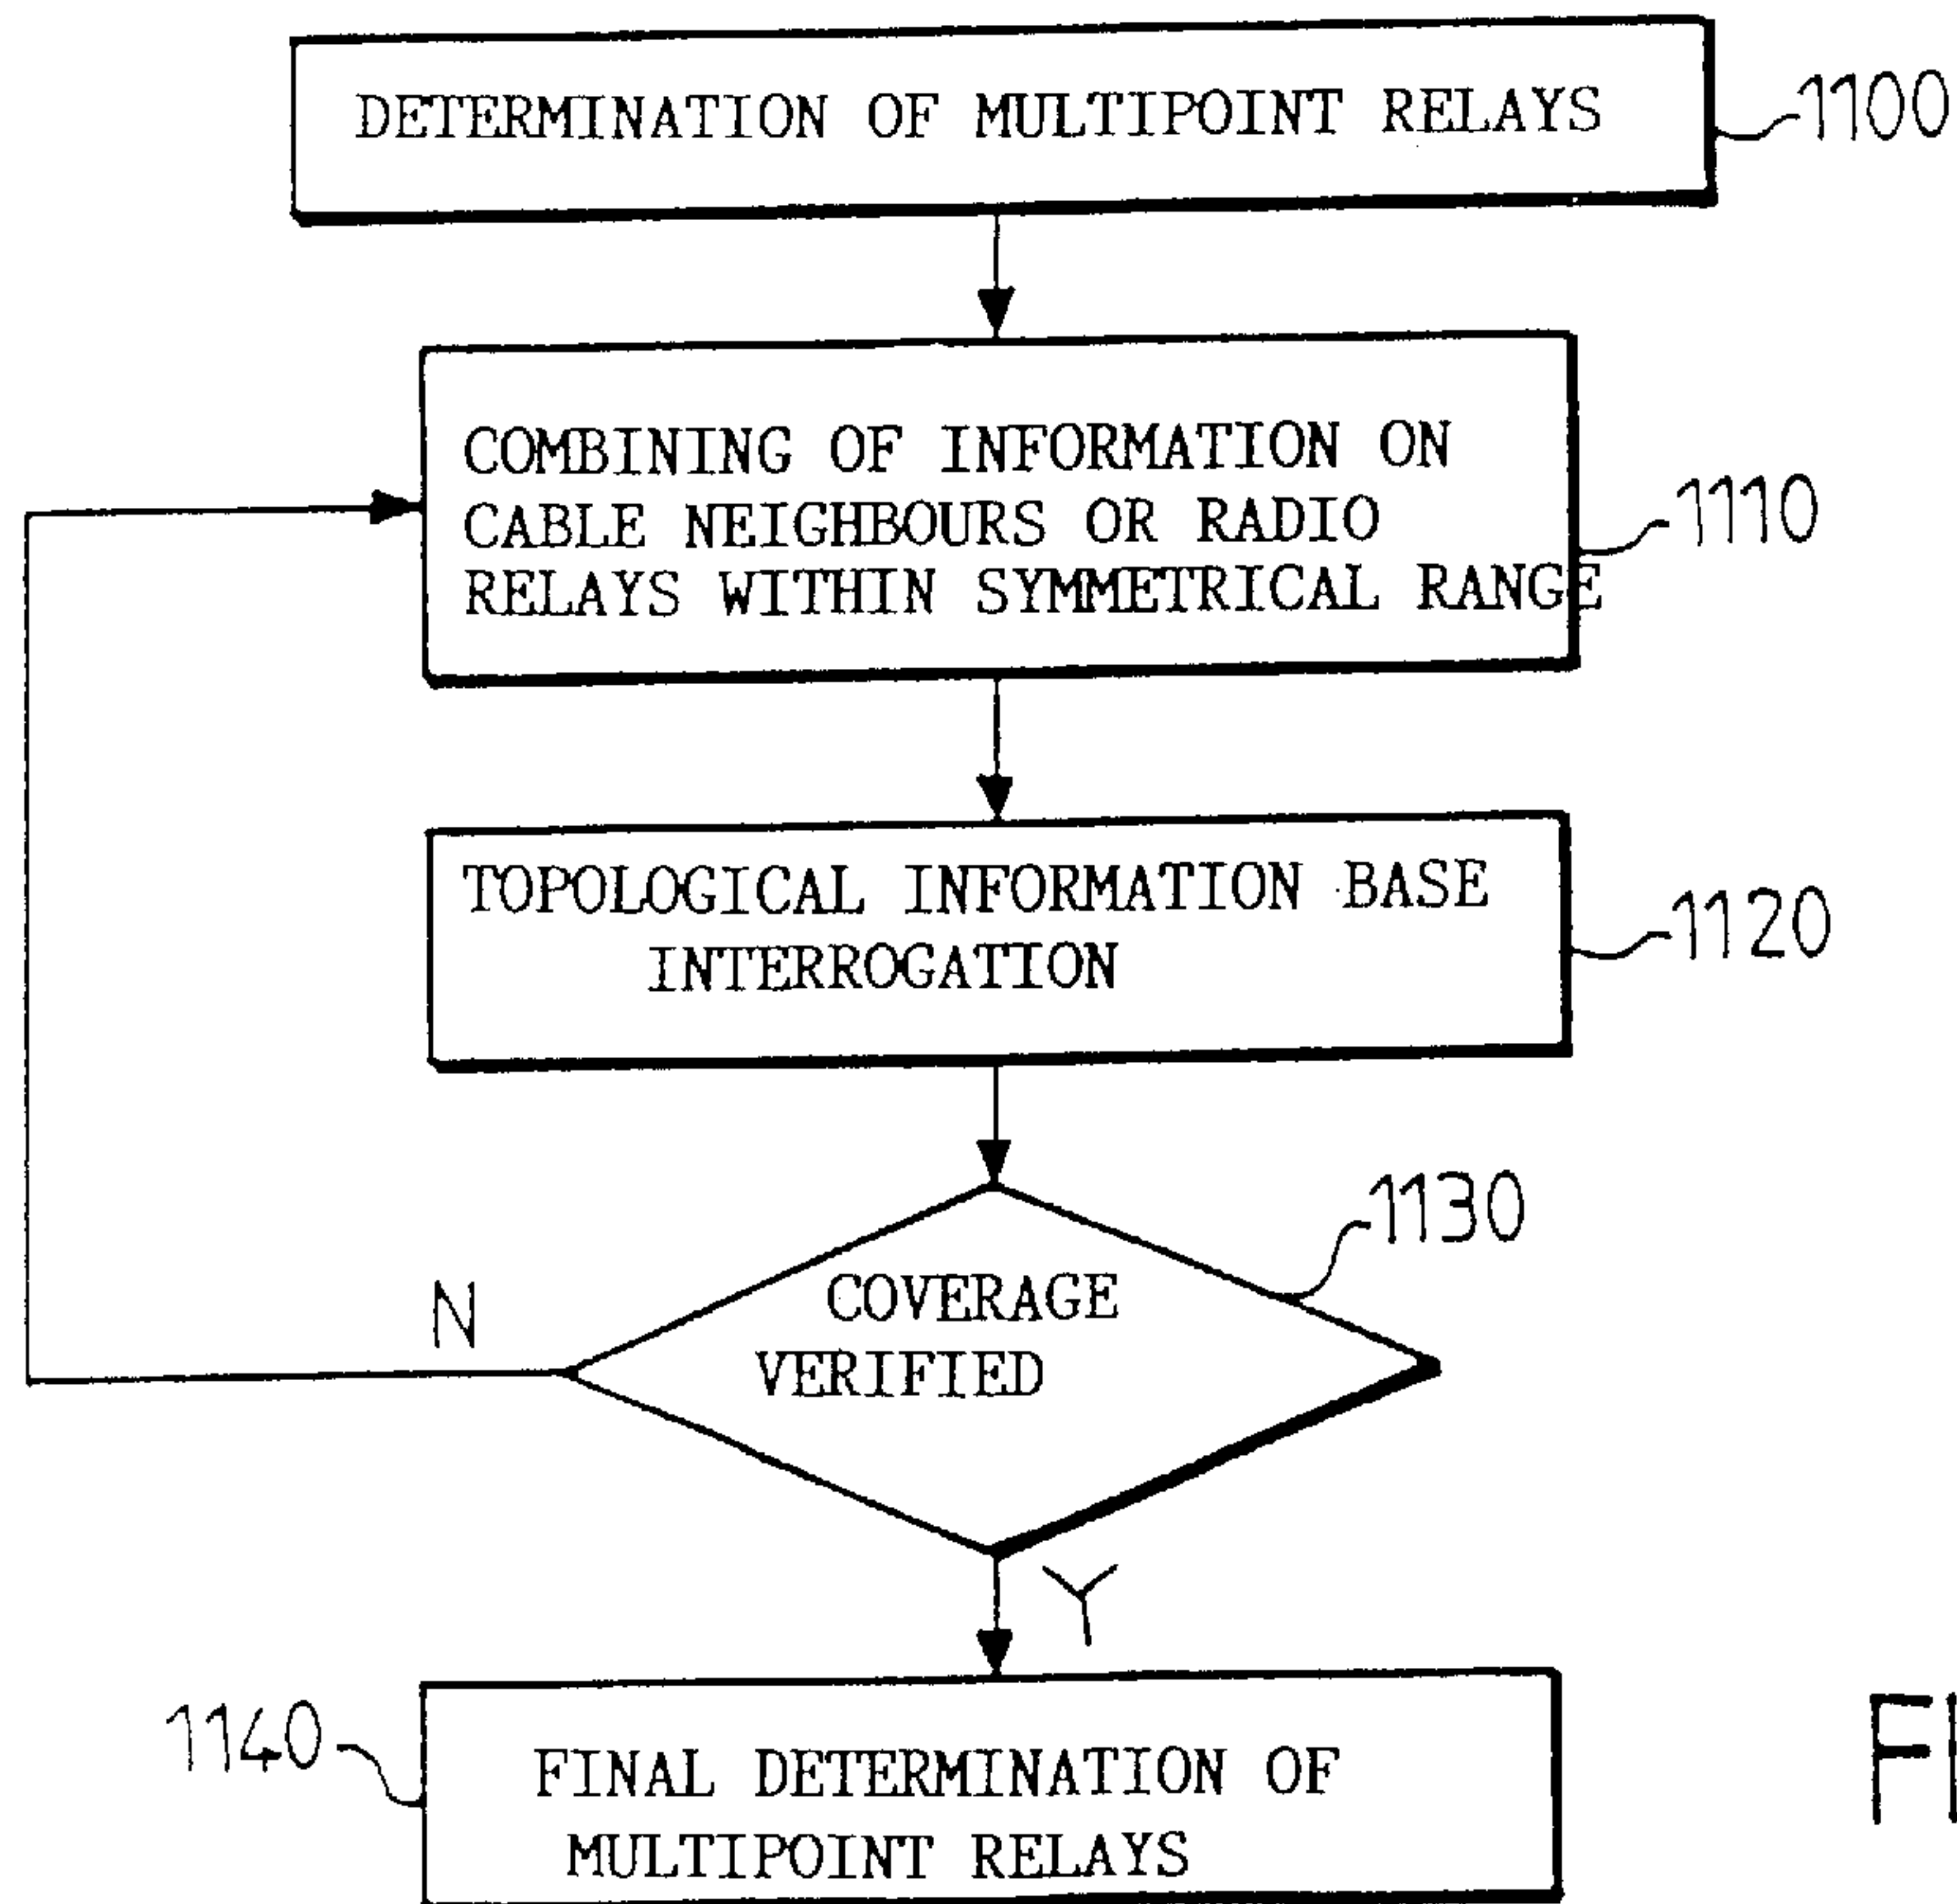 DETERMINATION OF MULTIPOINT RELAYS
1100
COMBINING OF INFORMATION ON
CABLE NEIGHBOURS OR RADIO
RELAYS WITHIN SYMMETRICAL RANGE
1110
TOPOLOGICAL INFORMATION BASE
INTERROGATION
1120
1130
COVERAGE
VERIFIED
N
Y
1140
FINAL DETERMINATION OF
MULTIPOINT RELAYS